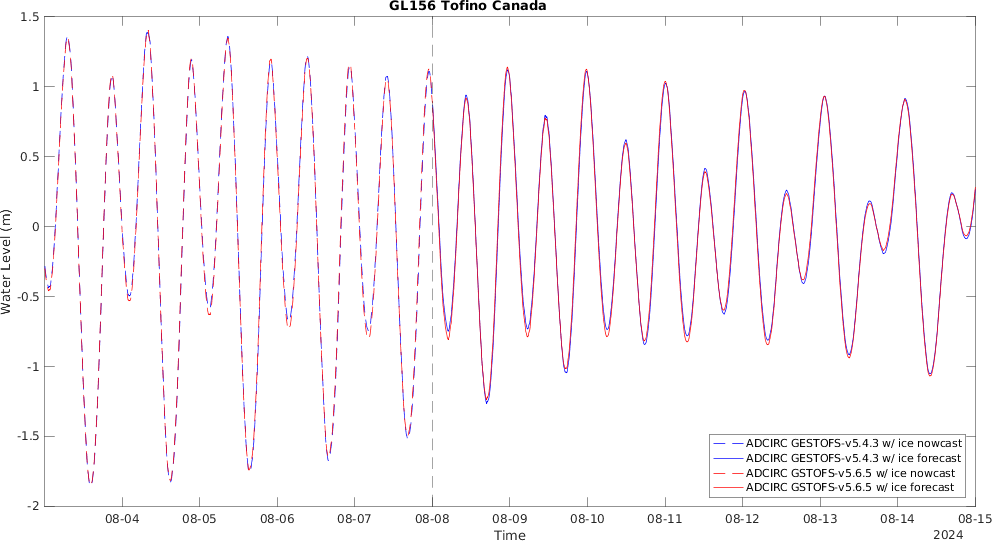 GL156 Tofino Canada
1.5
1
0.5
0
-0.5
-1
-1.5
-2
Water Level (m)
08-04 08-05 08-06 08-07 08-08 08-09 08-10 08-11 08-12 08-13 08-14 08-15
Time
2024
ADCIRC GESTOFS-v5.4.3 w/ ice nowcast
ADCIRC GESTOFS-v5.4.3 w/ ice forecast
ADCIRC GSTOFS-v5.6.5 w/ ice nowcast
ADCIRC GSTOFS-v5.6.5 w/ ice forecast